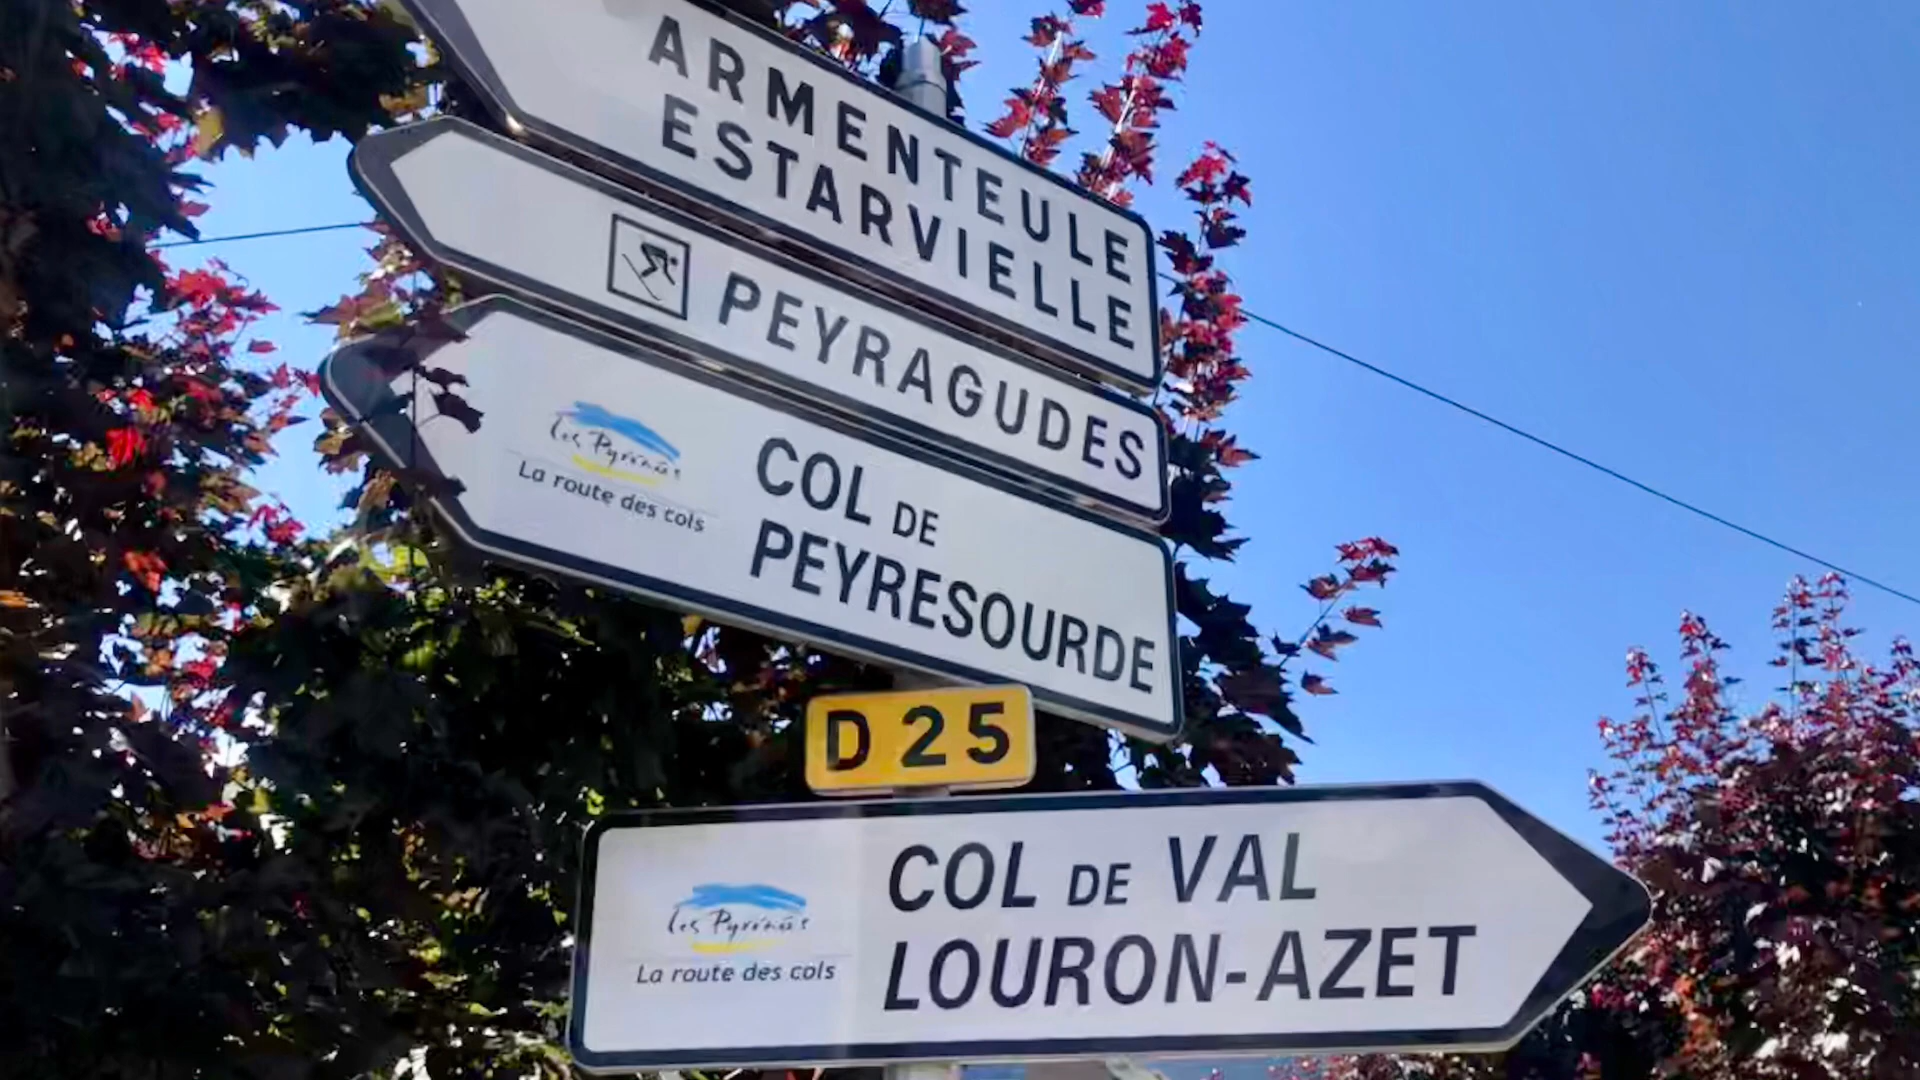 ARMENTEULE
ESTARVIELLE
PEYRAGUDES
les Pyrénées
La route des cols
COL DE
PEYRESOURDE
D 25
les Pyrénées
La route des cols
COL DE VAL
LOURON-AZET